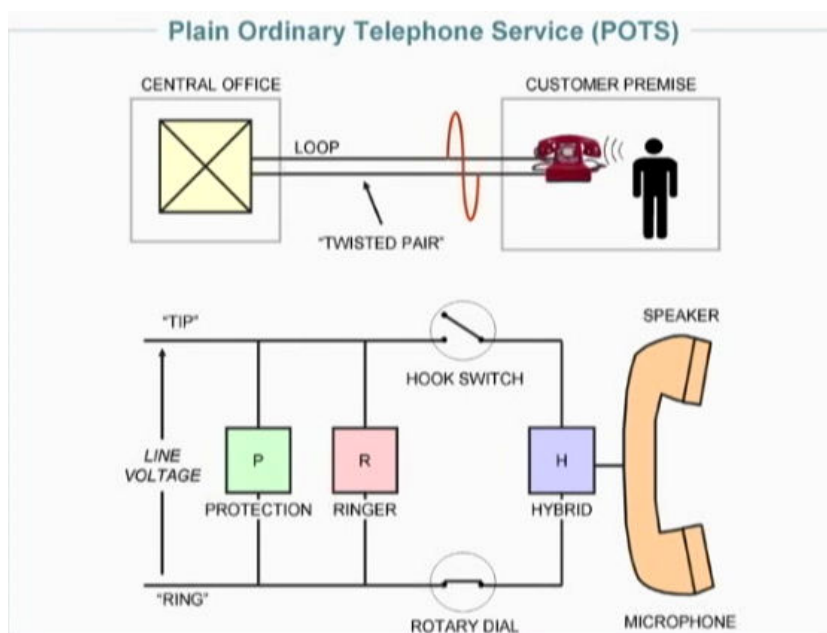 Plain Ordinary Telephone Service (POTS)
CENTRAL OFFICE
CUSTOMER PREMISE
LOOP
"TWISTED PAIR"
"TIP"
SPEAKER
HOOK SWITCH
LINE
VOLTAGE
P
R
H
PROTECTION
RINGER
HYBRID
"RING"
ROTARY DIAL
MICROPHONE